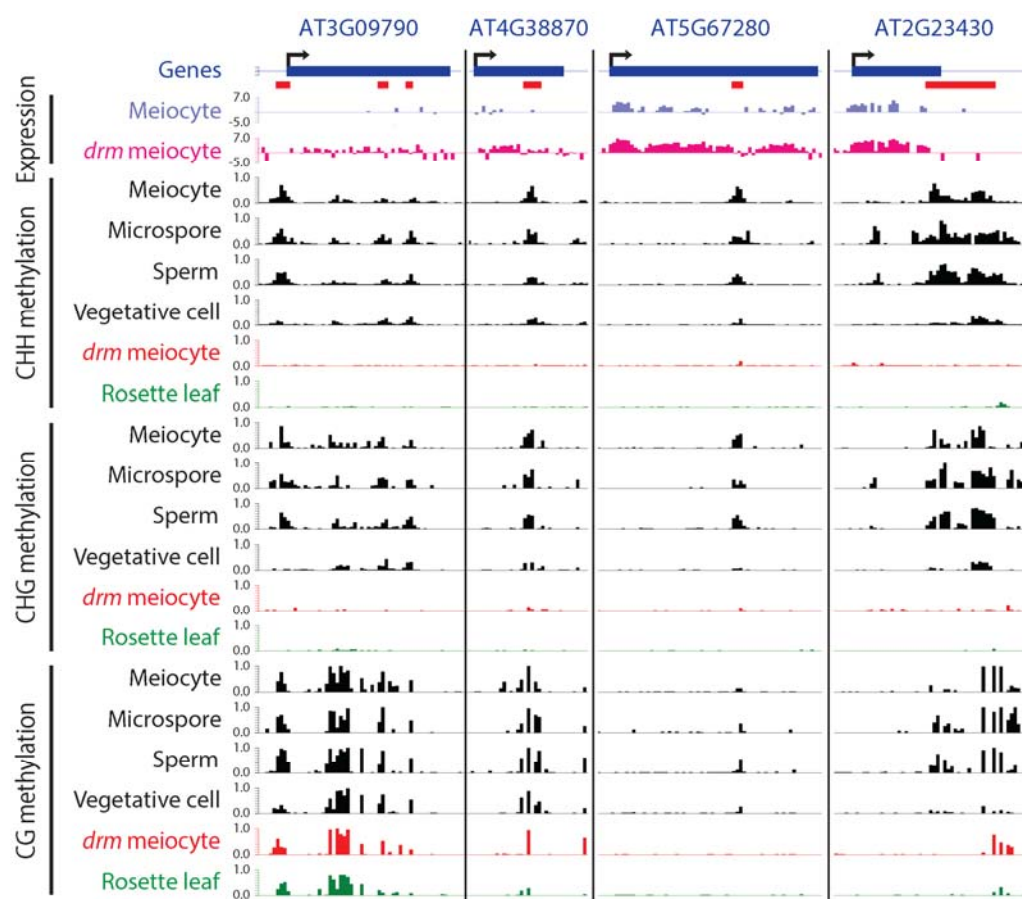 AT3G09790 AT4G38870 AT5G67280 AT2G23430
Genes
Expression
Meiocyte 7.0 -5.0
drm meiocyte 7.0 -5.0
CHH methylation
Meiocyte 1.0 0.0
Microspore 1.0 0.0
Sperm 1.0 0.0
Vegetative cell 1.0 0.0
drm meiocyte 1.0 0.0
Rosette leaf 1.0 0.0
CHG methylation
Meiocyte 1.0 0.0
Microspore 1.0 0.0
Sperm 1.0 0.0
Vegetative cell 1.0 0.0
drm meiocyte 1.0 0.0
Rosette leaf 1.0 0.0
CG methylation
Meiocyte 1.0 0.0
Microspore 1.0 0.0
Sperm 1.0 0.0
Vegetative cell 1.0 0.0
drm meiocyte 1.0 0.0
Rosette leaf 1.0 0.0